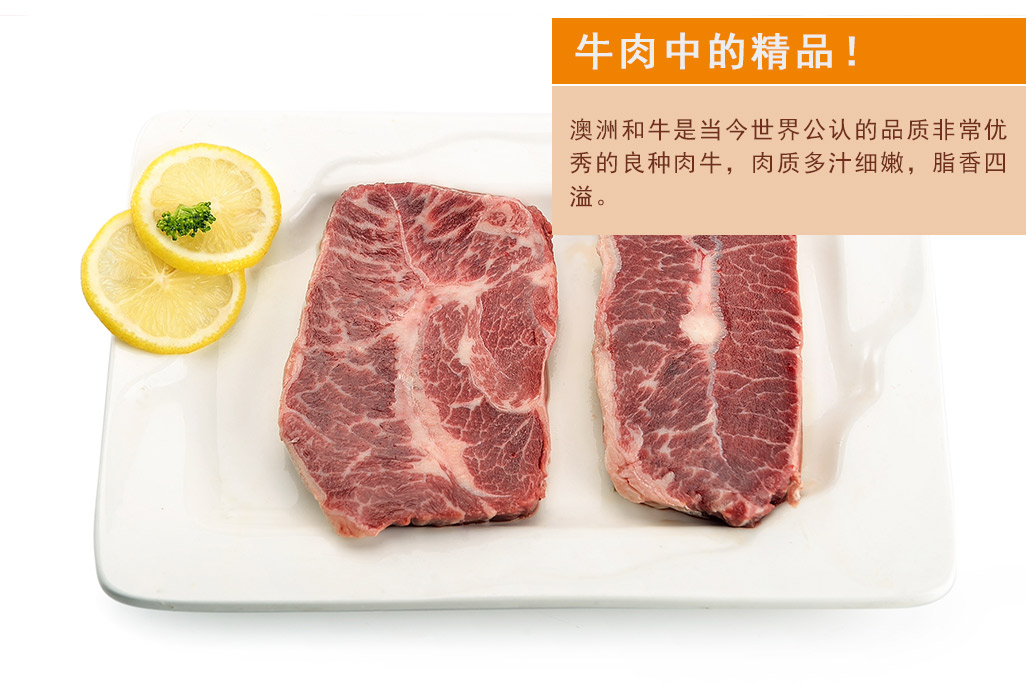 牛肉中的精品！
澳洲和牛是当今世界公认的品质非常优
秀的良种肉牛，肉质多汁细嫩，脂香四
溢。